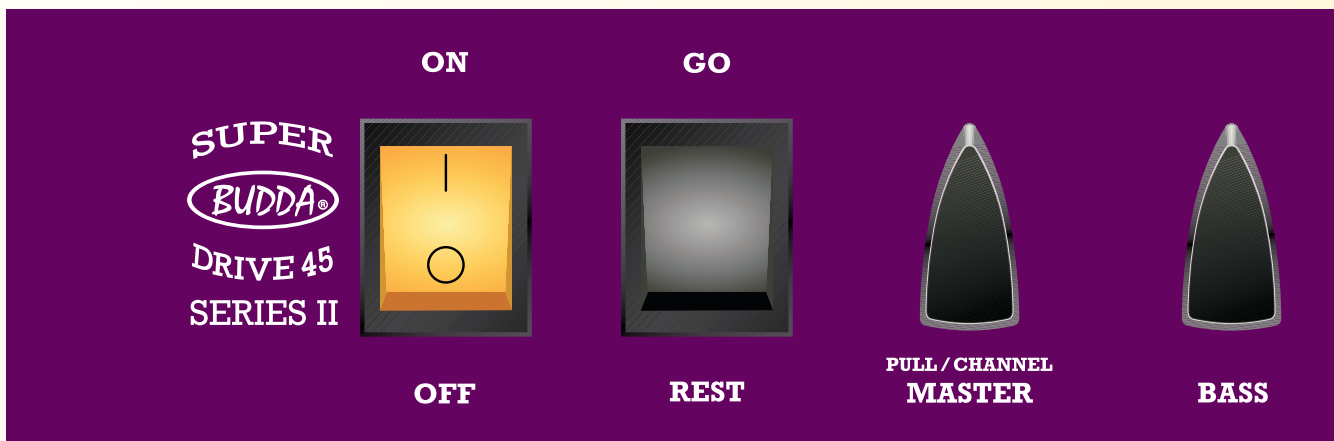 ON
GO
SUPER
BUDDA®
DRIVE 45
SERIES II
OFF
REST
PULL / CHANNEL
MASTER
BASS